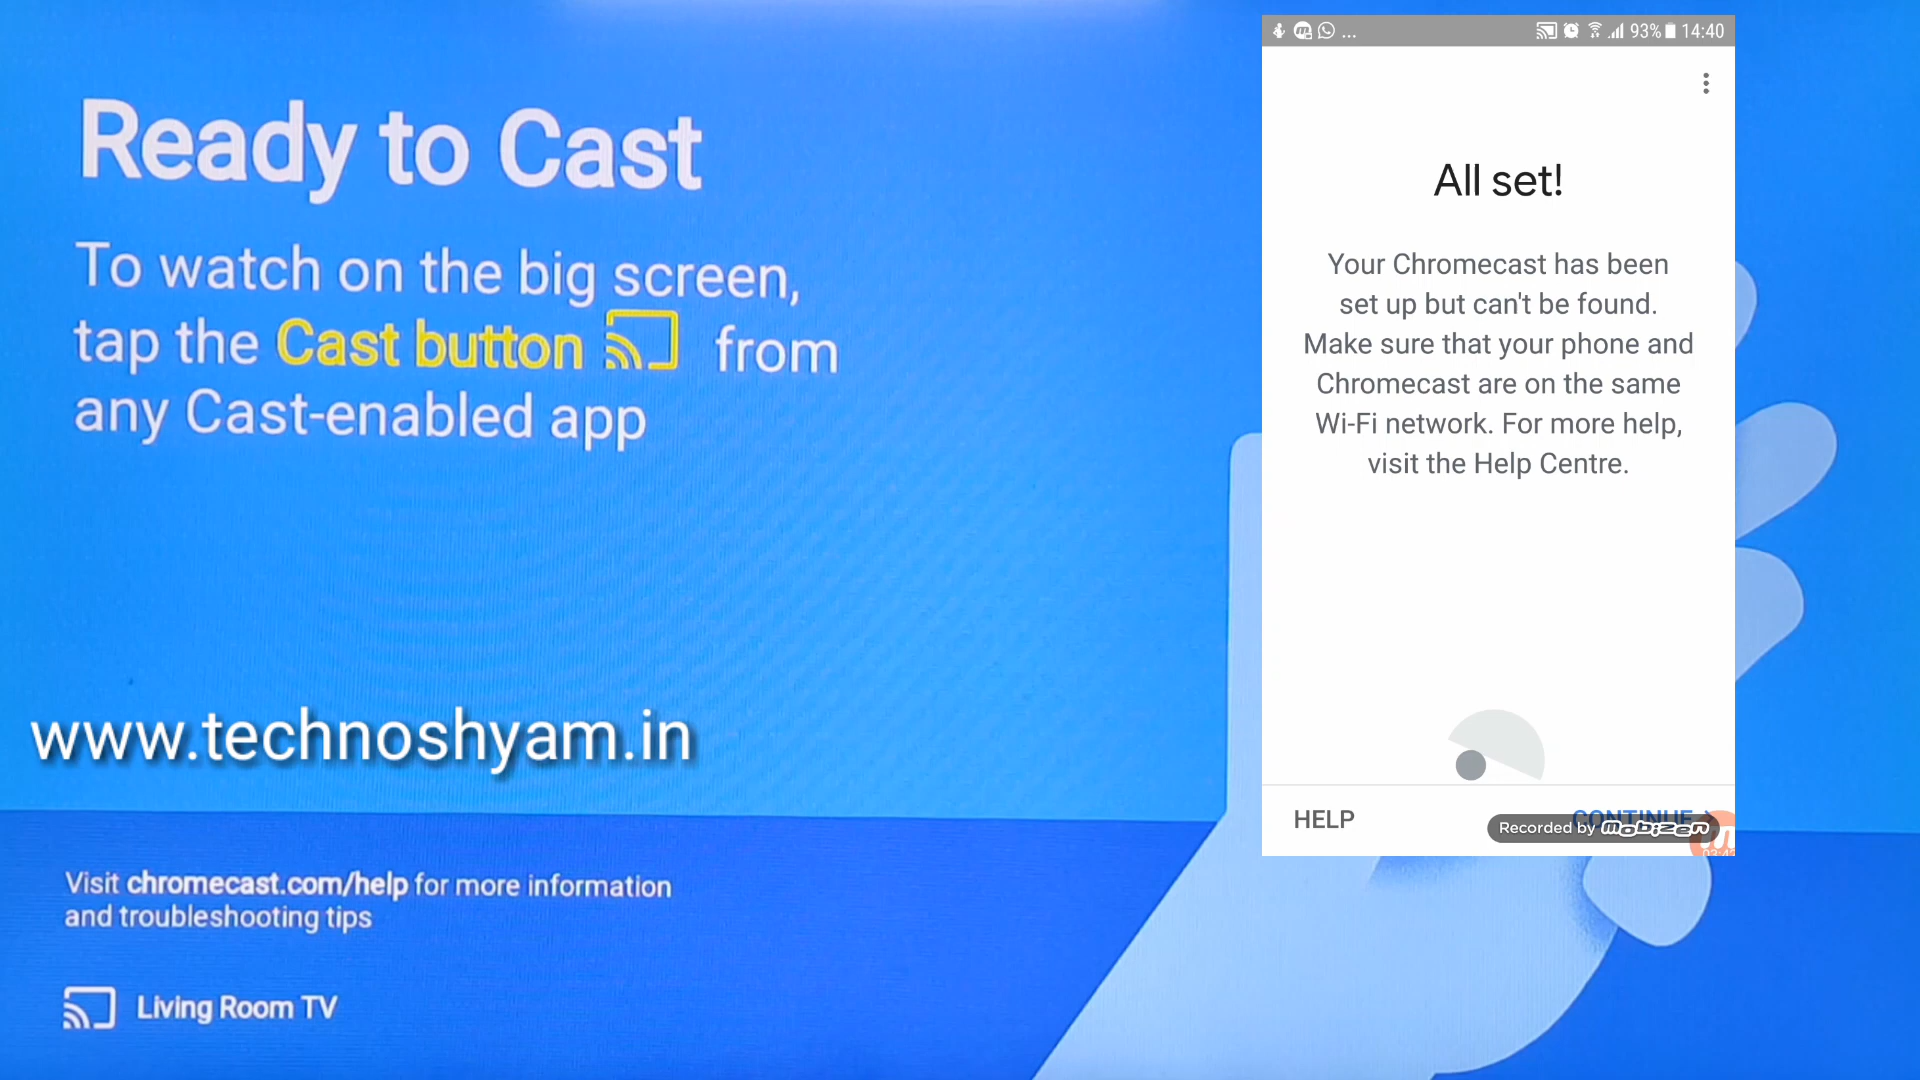 Ready to Cast
To watch on the big screen,
tap the Cast button from
any Cast-enabled app
www.technoshyam.in
Visit chromecast.com/help for more information
and troubleshooting tips
Living Room TV
... 93% 14:40
All set!
Your Chromecast has been
set up but can't be found.
Make sure that your phone and
Chromecast are on the same
Wi-Fi network. For more help,
visit the Help Centre.
HELP
CONTINUE
Recorded by mobizen